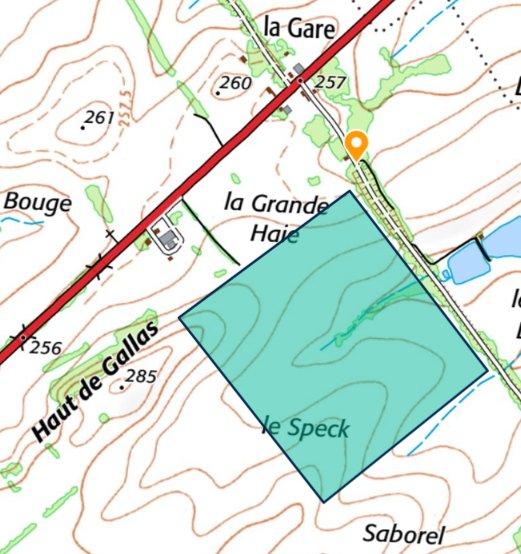 la Gare
260
257
261
257,5
Bouge
la Grande
Haie
256
285
Haut de Gallas
le Speck
Saborel